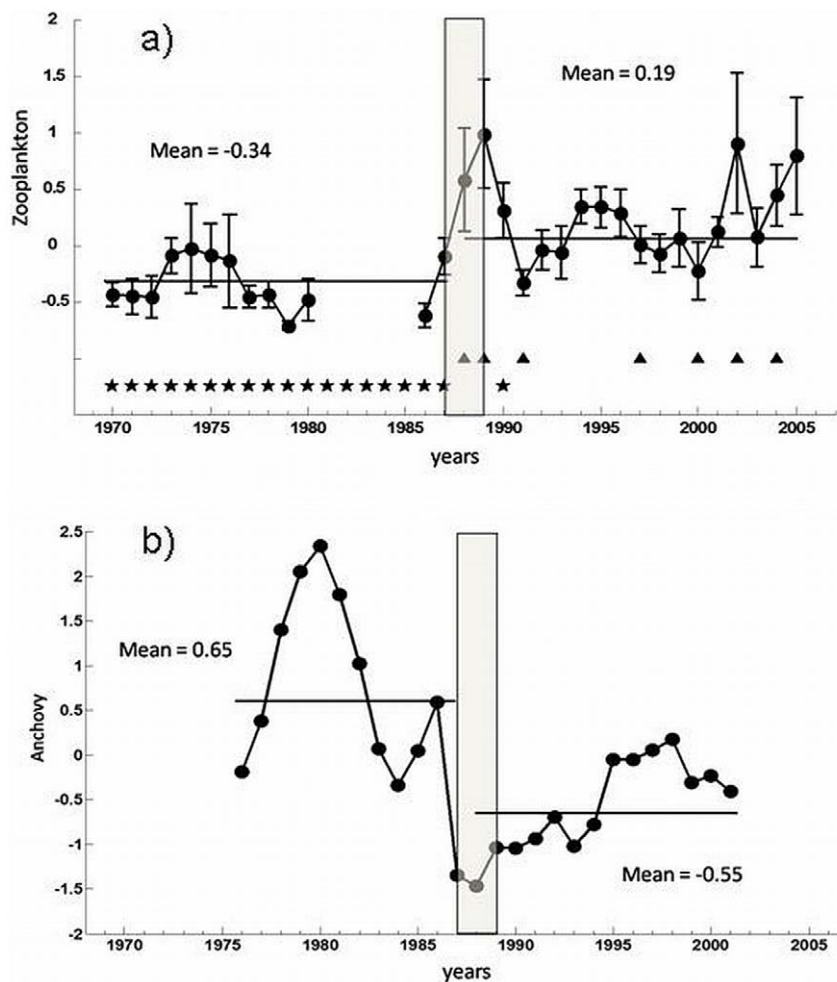 a)
2
1.5
1
0.5
0
-0.5
Zooplankton
Mean = -0.34
Mean = 0.19
1970 1975 1980 1985 1990 1995 2000 2005
years
b)
2.5
2
1.5
1
0.5
0
-0.5
-1
-1.5
-2
Anchovy
Mean = 0.65
Mean = -0.55
1970 1975 1980 1985 1990 1995 2000 2005
years